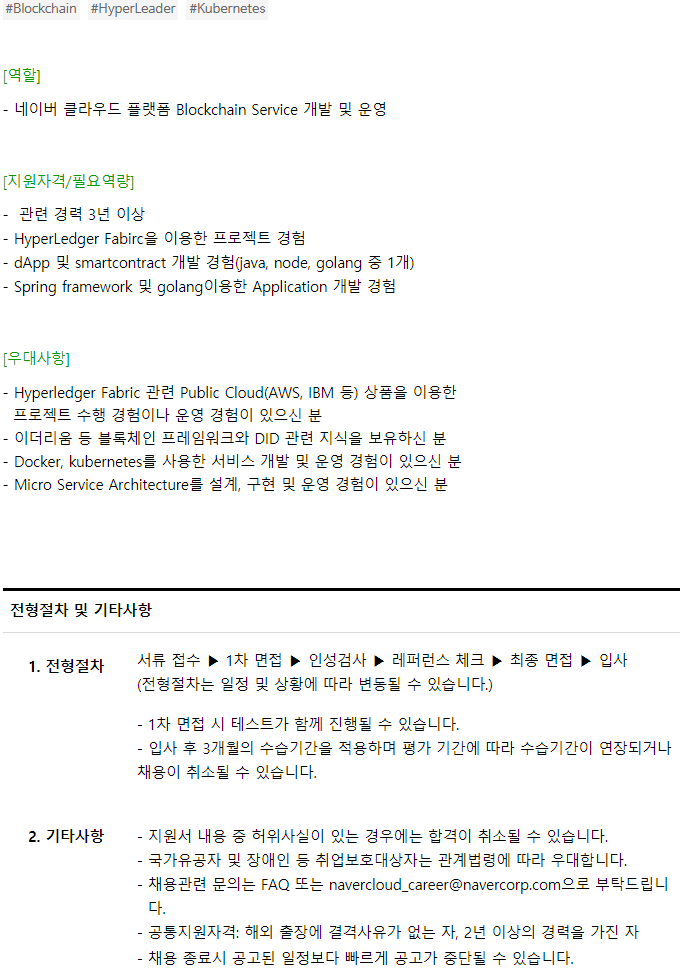 #Blockchain #HyperLeader #Kubernetes
[역할]
- 네이버 클라우드 플랫폼 Blockchain Service 개발 및 운영
[지원자격/필요역량]
- 관련 경력 3년 이상
- HyperLedger Fabirc을 이용한 프로젝트 경험
- dApp 및 smartcontract 개발 경험(java, node, golang 중 1개)
- Spring framework 및 golang이용한 Application 개발 경험
[우대사항]
- Hyperledger Fabric 관련 Public Cloud(AWS, IBM 등) 상품을 이용한
프로젝트 수행 경험이나 운영 경험이 있으신 분
- 이더리움 등 블록체인 프레임워크와 DID 관련 지식을 보유하신 분
- Docker, kubernetes를 사용한 서비스 개발 및 운영 경험이 있으신 분
- Micro Service Architecture를 설계, 구현 및 운영 경험이 있으신 분
전형절차 및 기타사항
1. 전형절차
서류 접수 ▶ 1차 면접 ▶ 인성검사 ▶ 레퍼런스 체크 ▶ 최종 면접 ▶ 입사
(전형절차는 일정 및 상황에 따라 변동될 수 있습니다.)
- 1차 면접 시 테스트가 함께 진행될 수 있습니다.
- 입사 후 3개월의 수습기간을 적용하며 평가 기간에 따라 수습기간이 연장되거나
채용이 취소될 수 있습니다.
2. 기타사항
- 지원서 내용 중 허위사실이 있는 경우에는 합격이 취소될 수 있습니다.
- 국가유공자 및 장애인 등 취업보호대상자는 관계법령에 따라 우대합니다.
- 채용관련 문의는 FAQ 또는 navercloud_career@navercorp.com으로 부탁드립니
다.
- 공통지원자격: 해외 출장에 결격사유가 없는 자, 2년 이상의 경력을 가진 자
- 채용 종료시 공고된 일정보다 빠르게 공고가 중단될 수 있습니다.